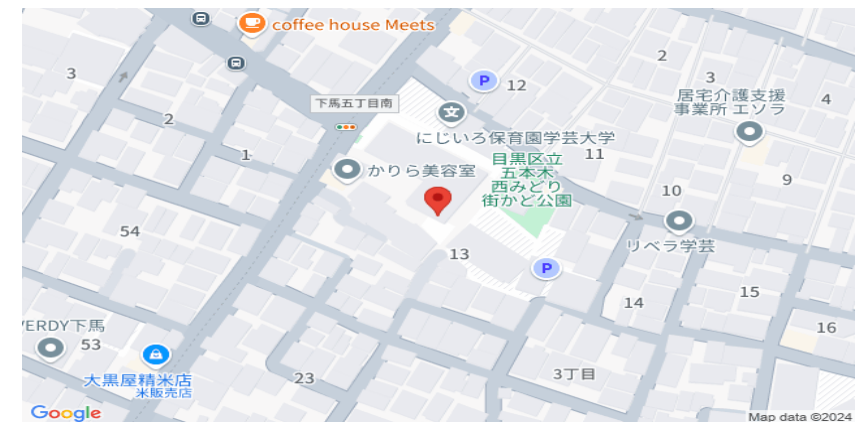 coffee house Meets
3
2
1
下馬五丁目南
P
12
文
にじいろ保育園学芸大学
かりら美容室
目黒区立
五本木
西みどり
街かど公園
11
2
3
4
居宅介護支援
事業所 エソラ
10
9
リベラ学芸
54
13
P
14
15
16
VERDY下馬
53
大黒屋精米店
米販売店
23
3丁目
Google
Map data ©2024